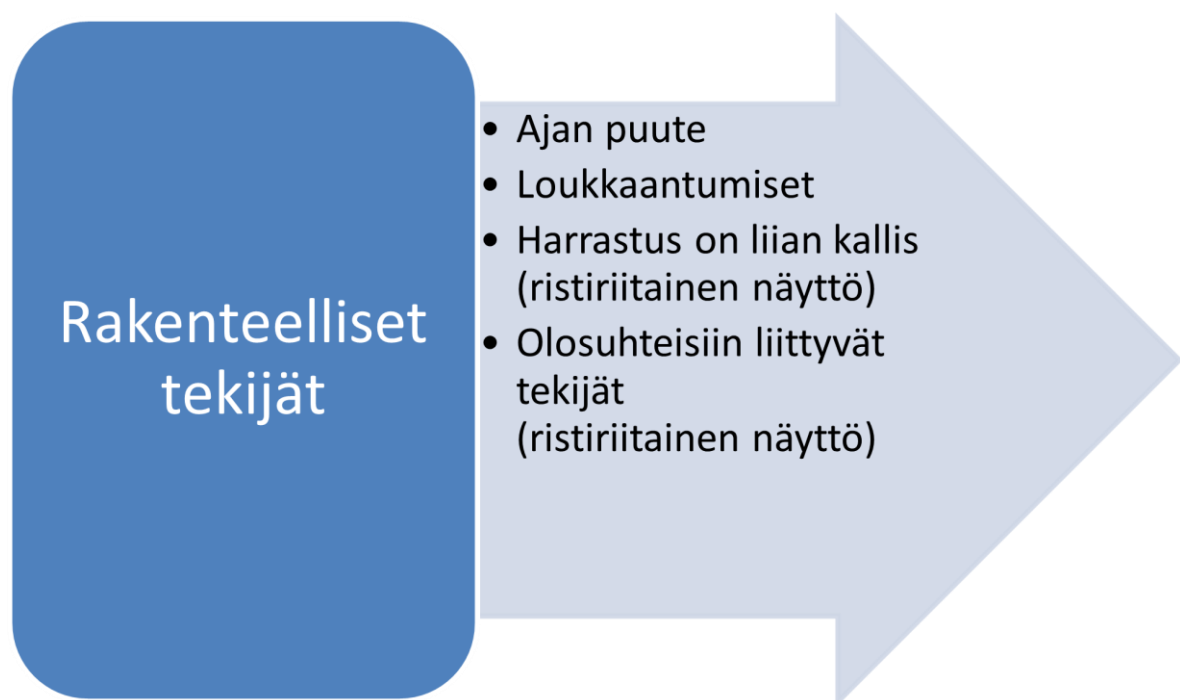 Rakenteelliset
tekijät
• Ajan puute
• Loukkaantumiset
• Harrastus on liian kallis
(ristiriitainen näyttö)
• Olosuhteisiin liittyvät
tekijät
(ristiriitainen näyttö)